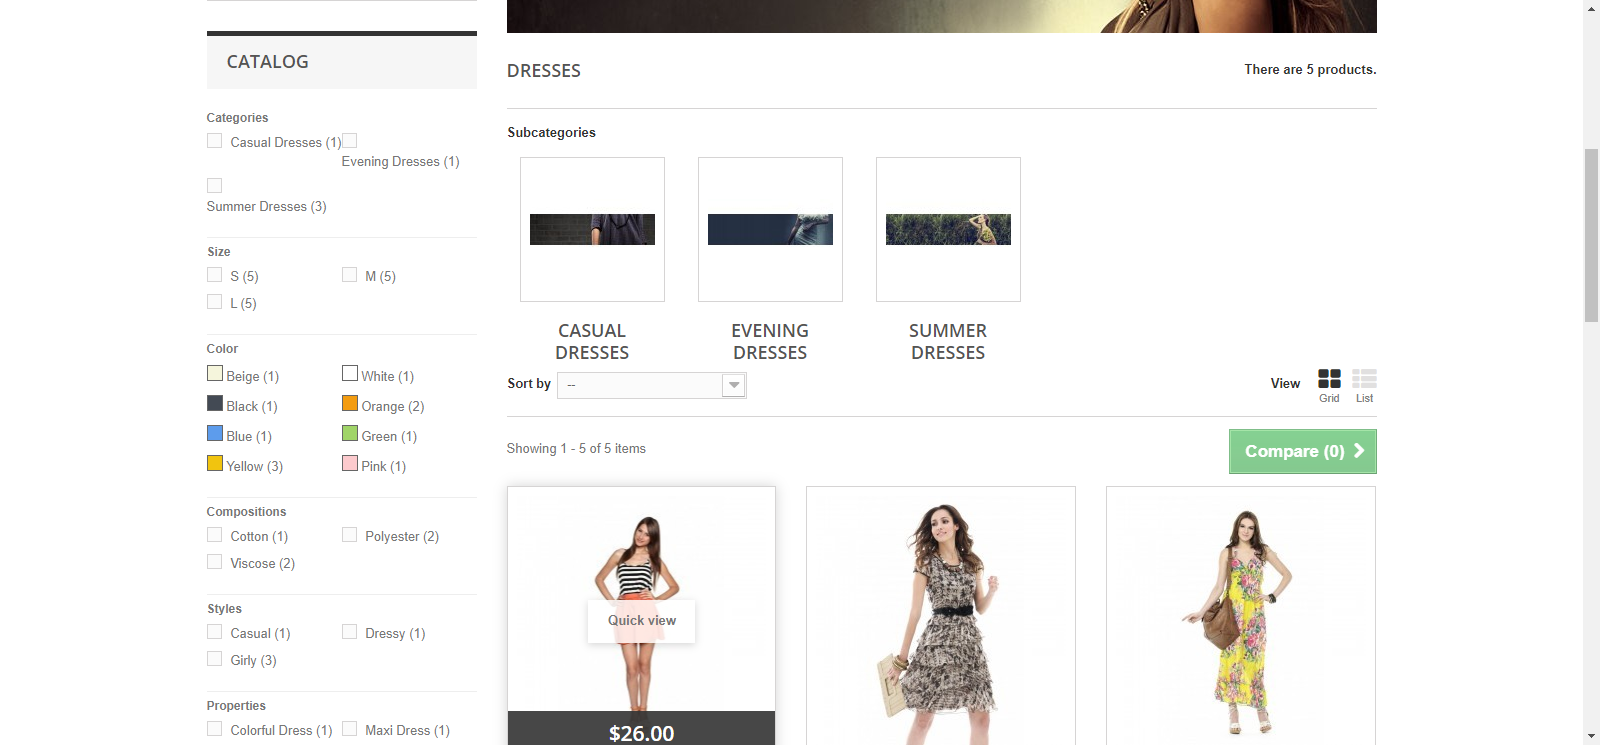 CATALOG
Categories
Casual Dresses (1)
Evening Dresses (1)
Summer Dresses (3)
Size
S (5)
M (5)
L (5)
Color
Beige (1)
White (1)
Black (1)
Orange (2)
Blue (1)
Green (1)
Yellow (3)
Pink (1)
Compositions
Cotton (1)
Polyester (2)
Viscose (2)
Styles
Casual (1)
Dressy (1)
Girly (3)
Properties
Colorful Dress (1)
Maxi Dress (1)
DRESSES
There are 5 products.
Subcategories
CASUAL
DRESSES
EVENING
DRESSES
SUMMER
DRESSES
Sort by
--
View
Grid
List
Showing 1 - 5 of 5 items
Compare (0)
Quick view
$26.00